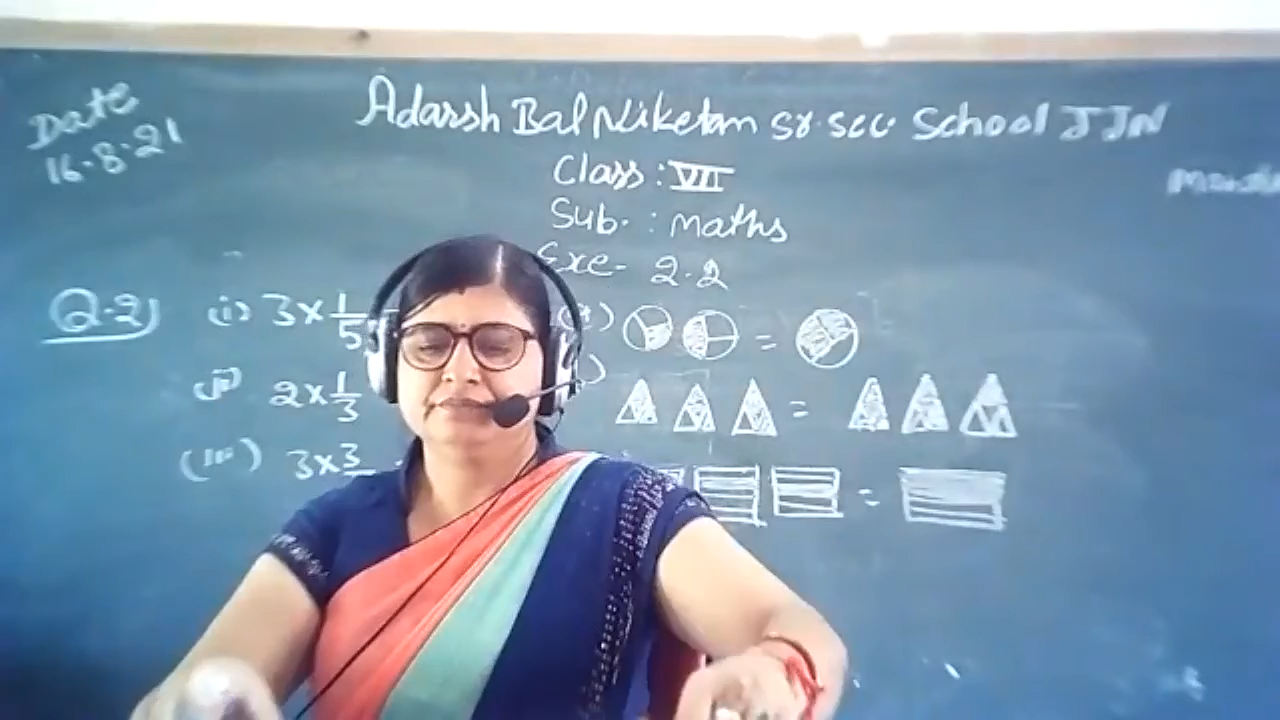 Date
16.8.21
Adarsh Bal Niketan Sr. Sec. School JJN
Class : VII
Sub. : maths
Exe- 2.2
Q.2)
(i) 3 × 1/5
(ii) 2 × 1/3
(iii) 3 × 3
=
=
=